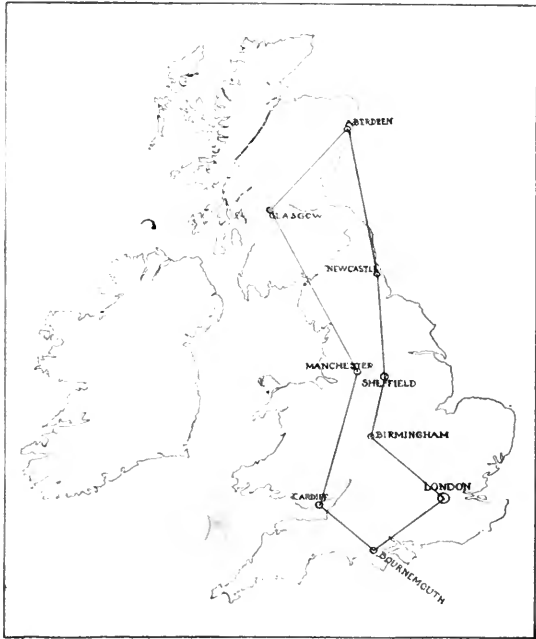 ABERDEEN
GLASGOW
NEWCASTLE
MANCHESTER
SHEFFIELD
BIRMINGHAM
LONDON
CARDIFF
BOURNEMOUTH